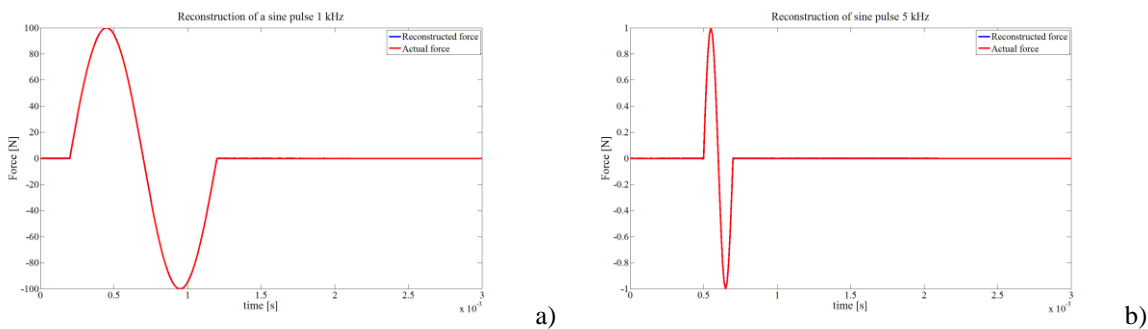 Reconstruction of a sine pulse 1 kHz
100
80
60
40
20
0
-20
-40
-60
-80
-100
Force [N]
0 0.5 1 1.5 2 2.5 3
time [s]
x 10⁻³
Reconstructed force
Actual force
a)
Reconstruction of sine pulse 5 kHz
1
0.8
0.6
0.4
0.2
0
-0.2
-0.4
-0.6
-0.8
-1
Force [N]
0 0.5 1 1.5 2 2.5 3
time [s]
x 10⁻³
Reconstructed force
Actual force
b)